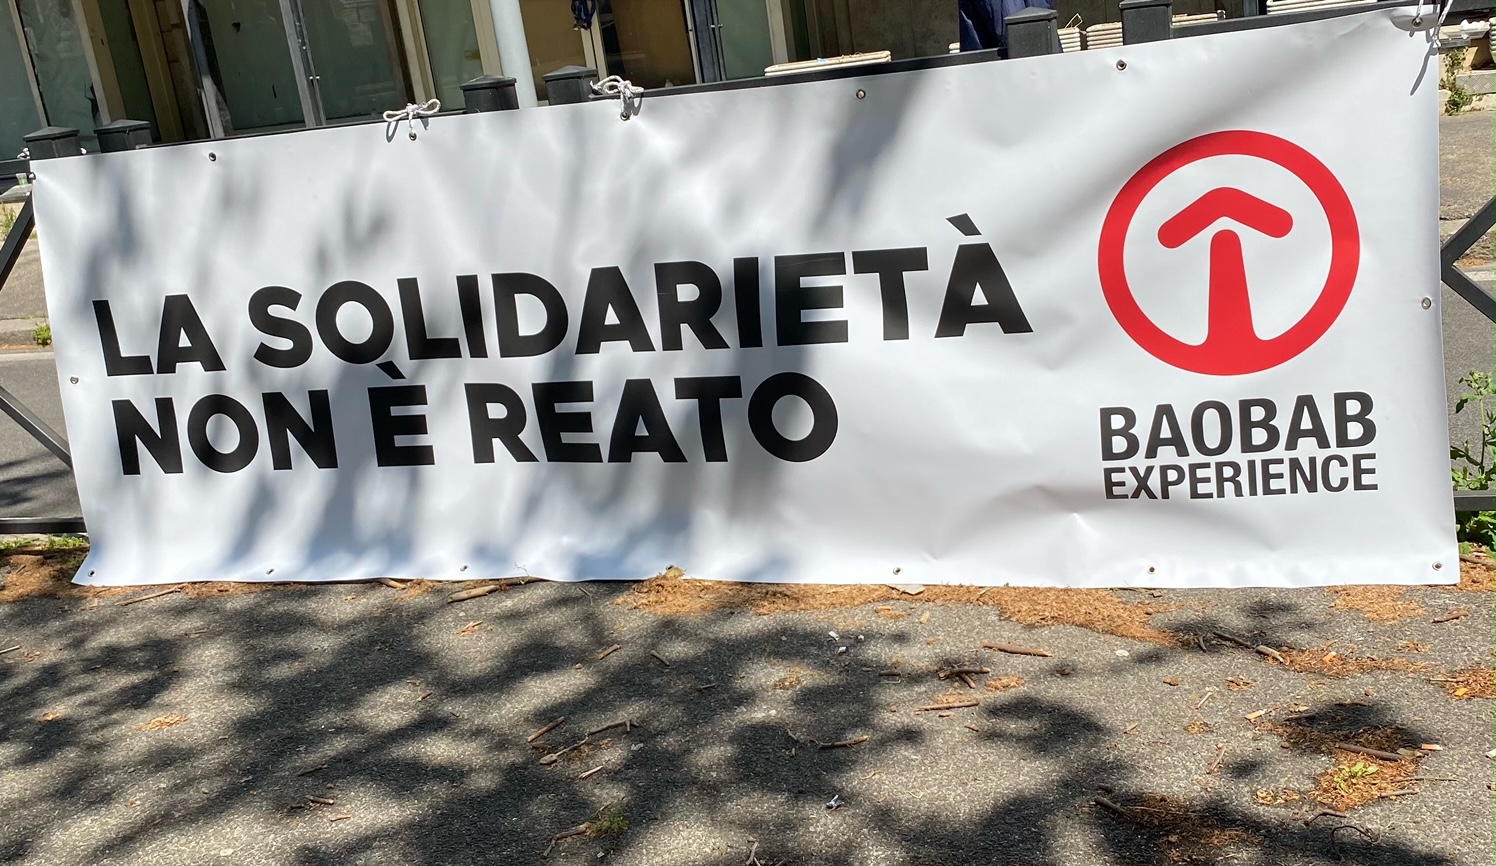 LA SOLIDARIETÀ
NON È REATO
BAOBAB
EXPERIENCE